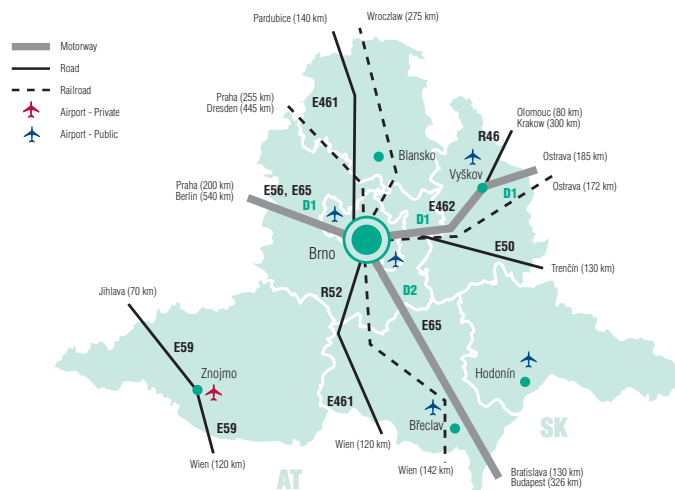 Pardubice (140 km)
Wroczlaw (275 km)
Motorway
Road
Railroad
Airport - Private
Airport - Public
Praha (255 km)
Dresden (445 km)
E461
Olomouc (80 km)
Krakow (300 km)
R46
Blansko
Vyškov
Ostrava (185 km)
Praha (200 km)
Berlin (540 km)
E56, E65
D1
D1
E462
D1
Ostrava (172 km)
Brno
E50
Trenčín (130 km)
R52
D2
Jihlava (70 km)
E65
E59
Znojmo
Hodonín
E461
E59
Břeclav
SK
Wien (120 km)
Wien (120 km)
Wien (142 km)
Bratislava (130 km)
Budapest (326 km)
AT